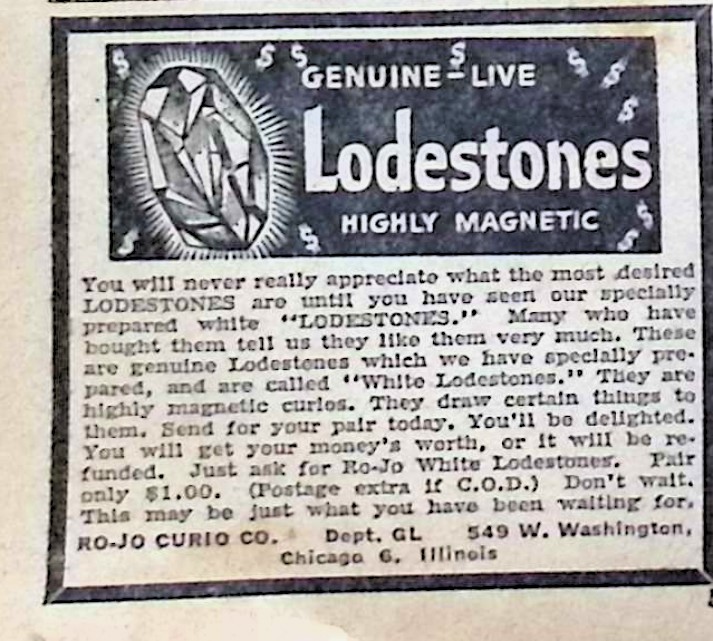 GENUINE - LIVE
Lodestones
HIGHLY MAGNETIC
You will never really appreciate what the most desired
LODESTONES are until you have seen our specially
prepared white "LODESTONES." Many who have
bought them tell us they like them very much. These
are genuine Lodestones which we have specially pre-
pared, and are called "White Lodestones." They are
highly magnetic curios. They draw certain things to
them. Send for your pair today. You'll be delighted.
You will get your money's worth, or it will be re-
funded. Just ask for Ro-Jo White Lodestones. Pair
only $1.00. (Postage extra if C.O.D.) Don't wait.
This may be just what you have been waiting for.
RO-JO CURIO CO. Dept. GL 549 W. Washington,
Chicago 6, Illinois